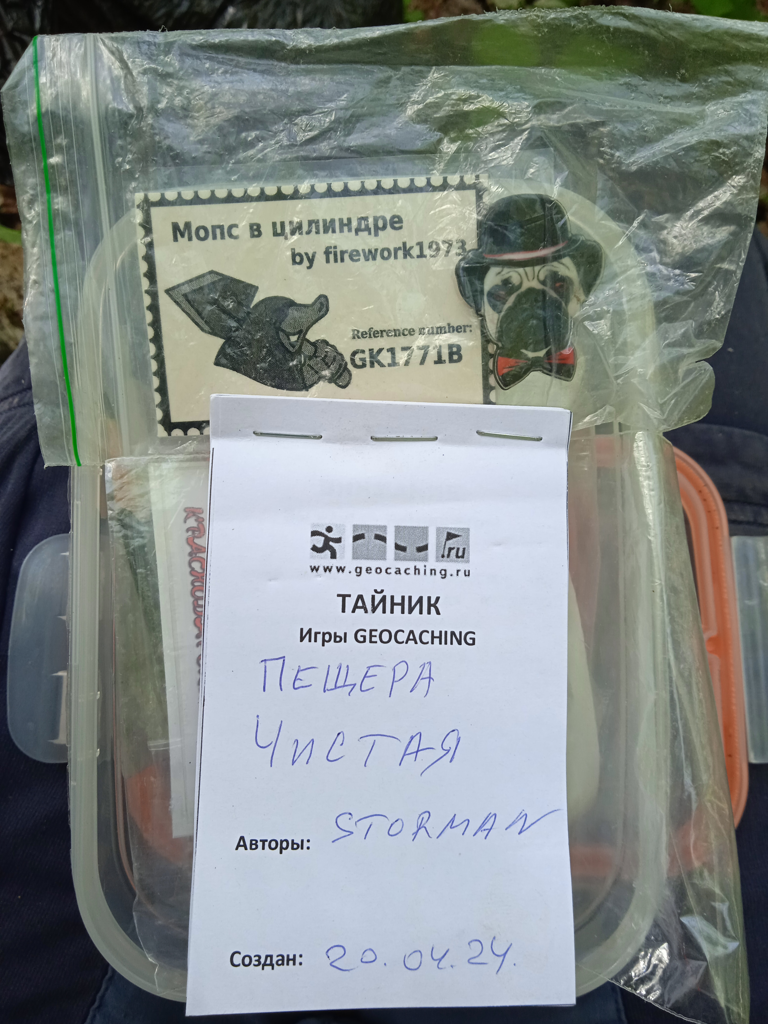 Мопс в цилиндре
by firework1973
Reference number:
GK1771B
.ru
www.geocaching.ru
ТАЙНИК
Игры GEOCACHING
ПЕЩЕРА
ЧИСТАЯ
Авторы: STORMAN
Создан: 20.04.24.